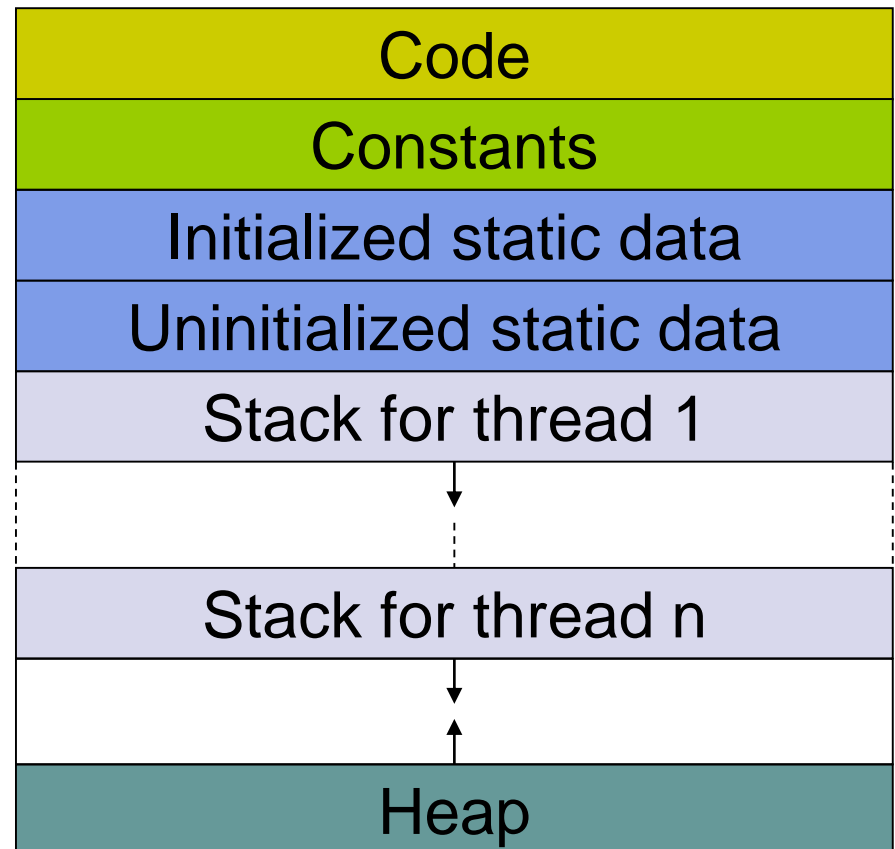 Code
Constants
Initialized static data
Uninitialized static data
Stack for thread 1
Stack for thread n
Heap